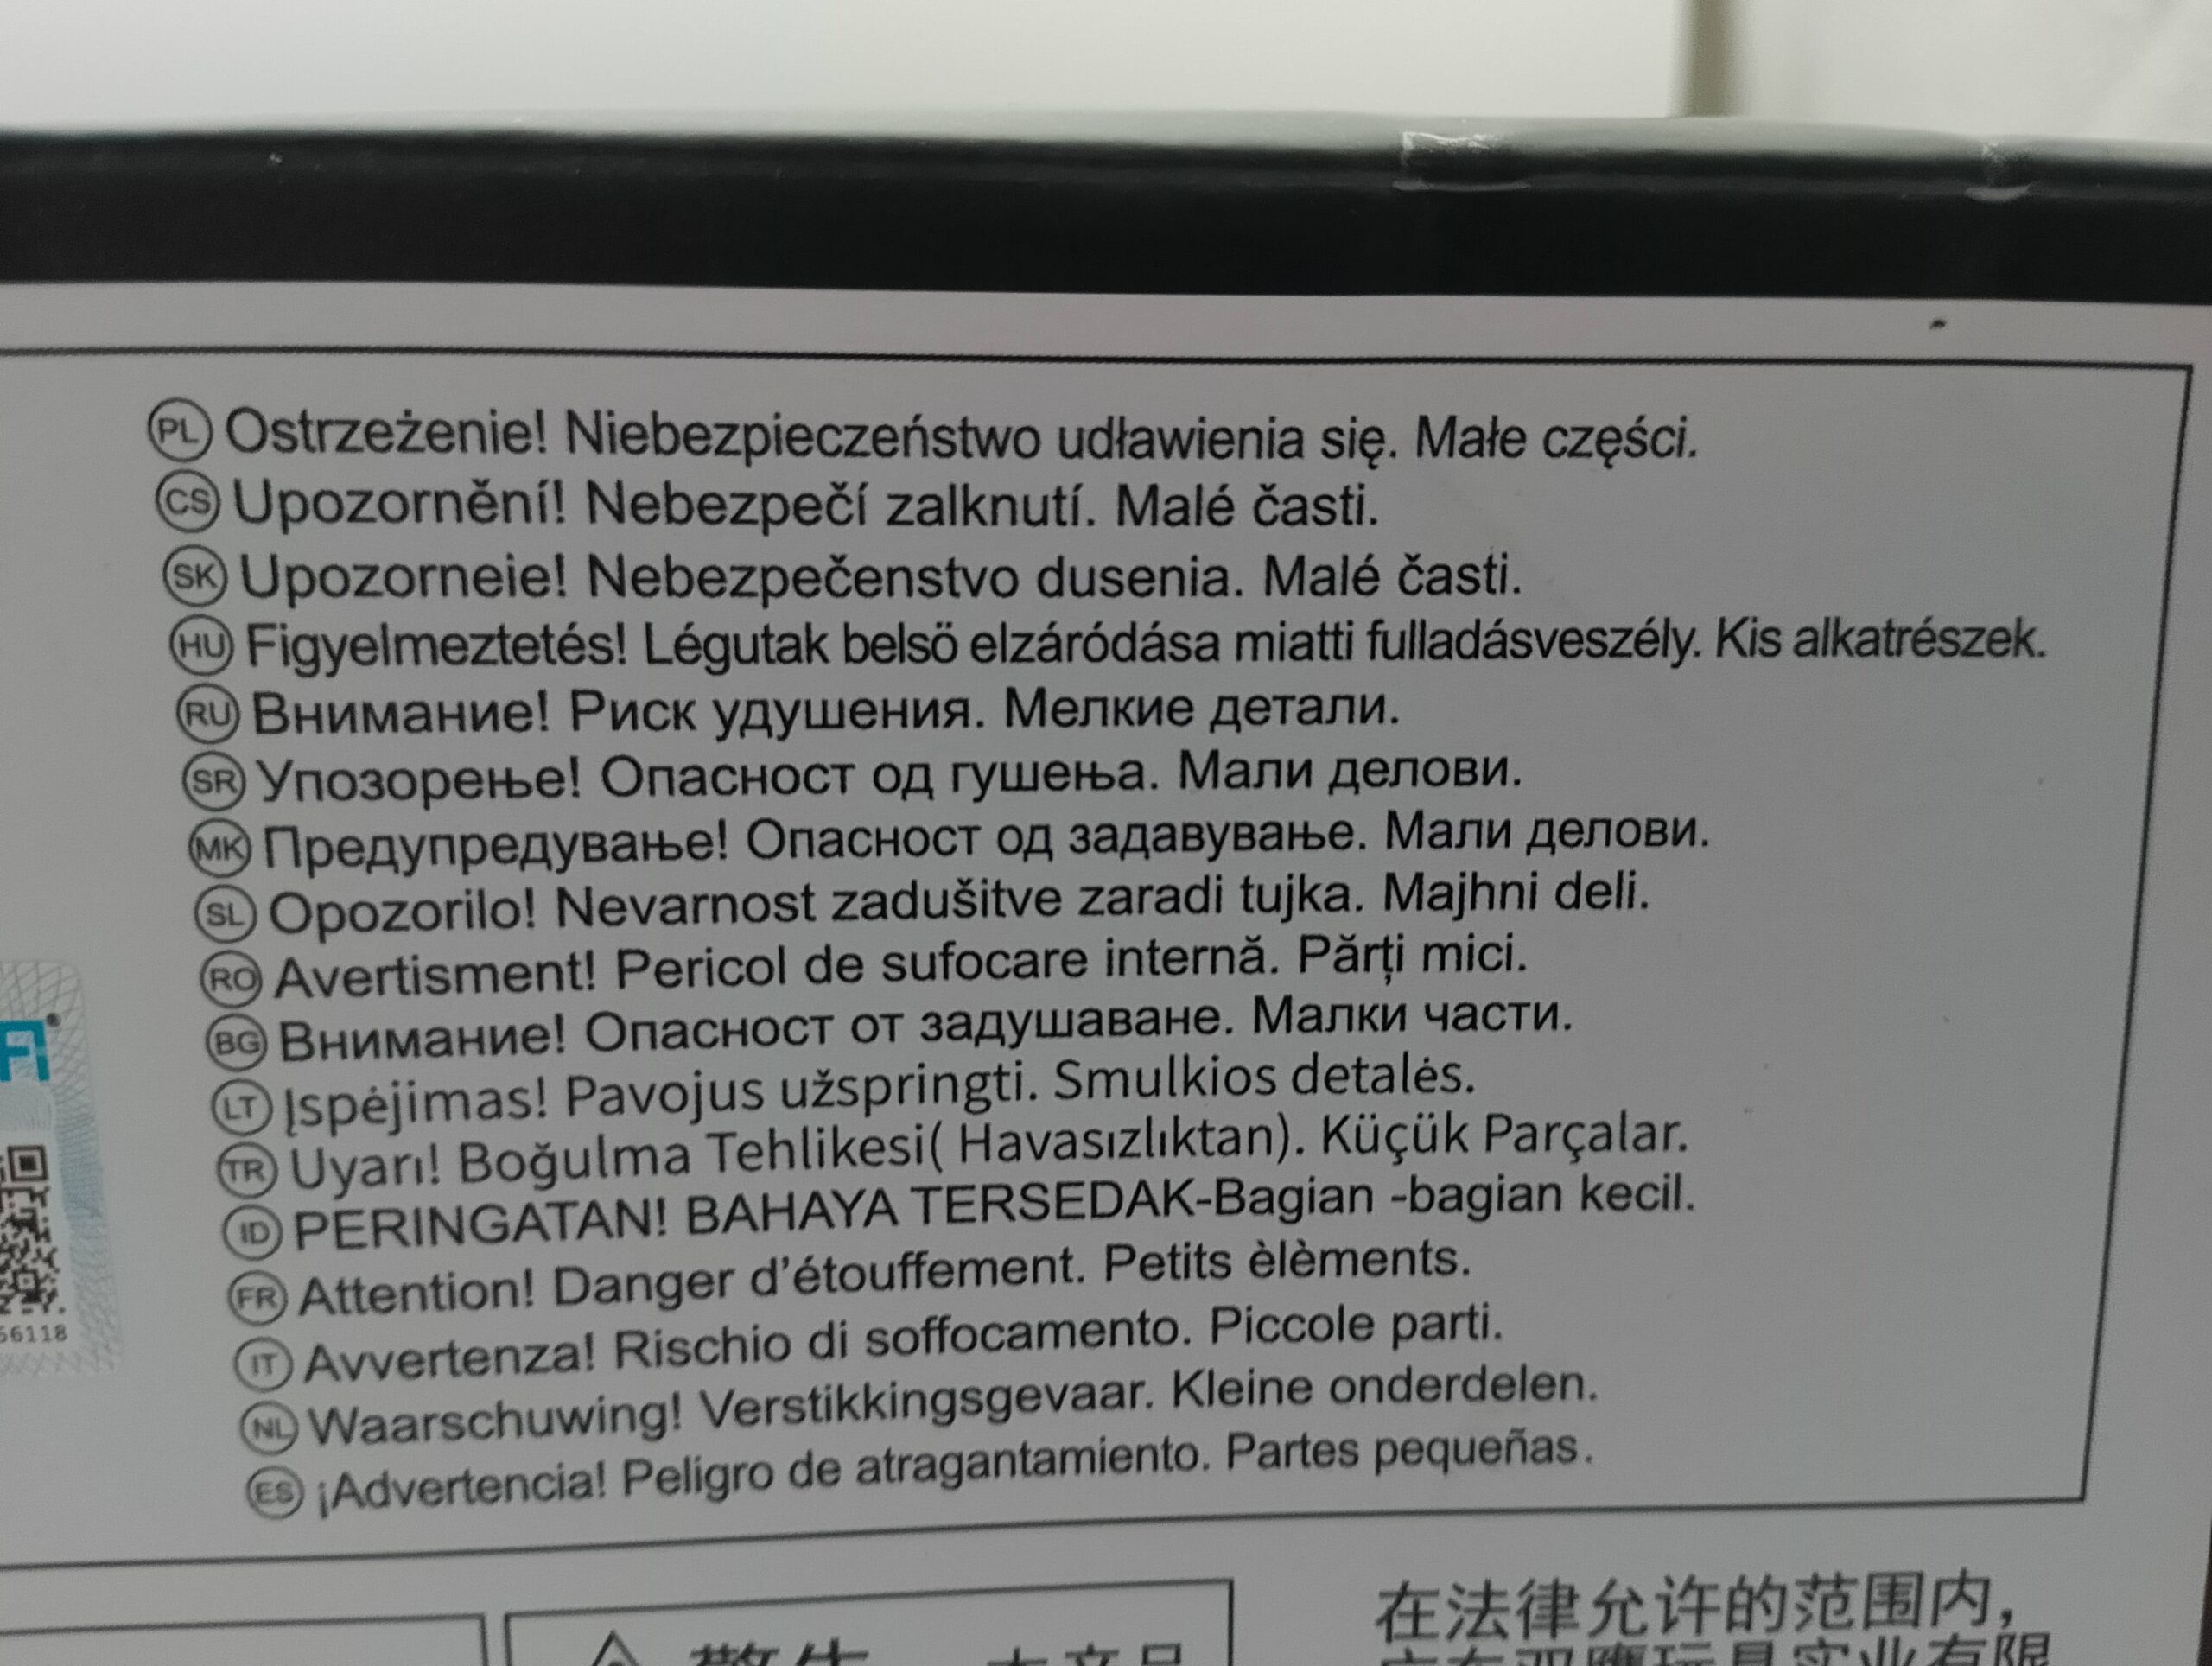 PL Ostrzeżenie! Niebezpieczeństwo udławienia się. Małe części.
CS Upozornění! Nebezpečí zalknutí. Malé časti.
SK Upozorneie! Nebezpečenstvo dusenia. Malé časti.
HU Figyelmeztetés! Légutak belsö elzáródása miatti fulladásveszély. Kis alkatrészek.
RU Внимание! Риск удушения. Мелкие детали.
SR Упозорење! Опасност од гушења. Мали делови.
MK Предупредување! Опасност од задавување. Мали делови.
SL Opozorilo! Nevarnost zadušitve zaradi tujka. Majhni deli.
RO Avertisment! Pericol de sufocare internă. Părți mici.
BG Внимание! Опасност от задушаване. Малки части.
LT Įspėjimas! Pavojus užspringti. Smulkios detalės.
TR Uyarı! Boğulma Tehlikesi( Havasızlıktan). Küçük Parçalar.
ID PERINGATAN! BAHAYA TERSEDAK-Bagian -bagian kecil.
FR Attention! Danger d'étouffement. Petits èlèments.
IT Avvertenza! Rischio di soffocamento. Piccole parti.
NL Waarschuwing! Verstikkingsgevaar. Kleine onderdelen.
ES ¡Advertencia! Peligro de atragantamiento. Partes pequeñas.
56118
在法律允许的范围内，